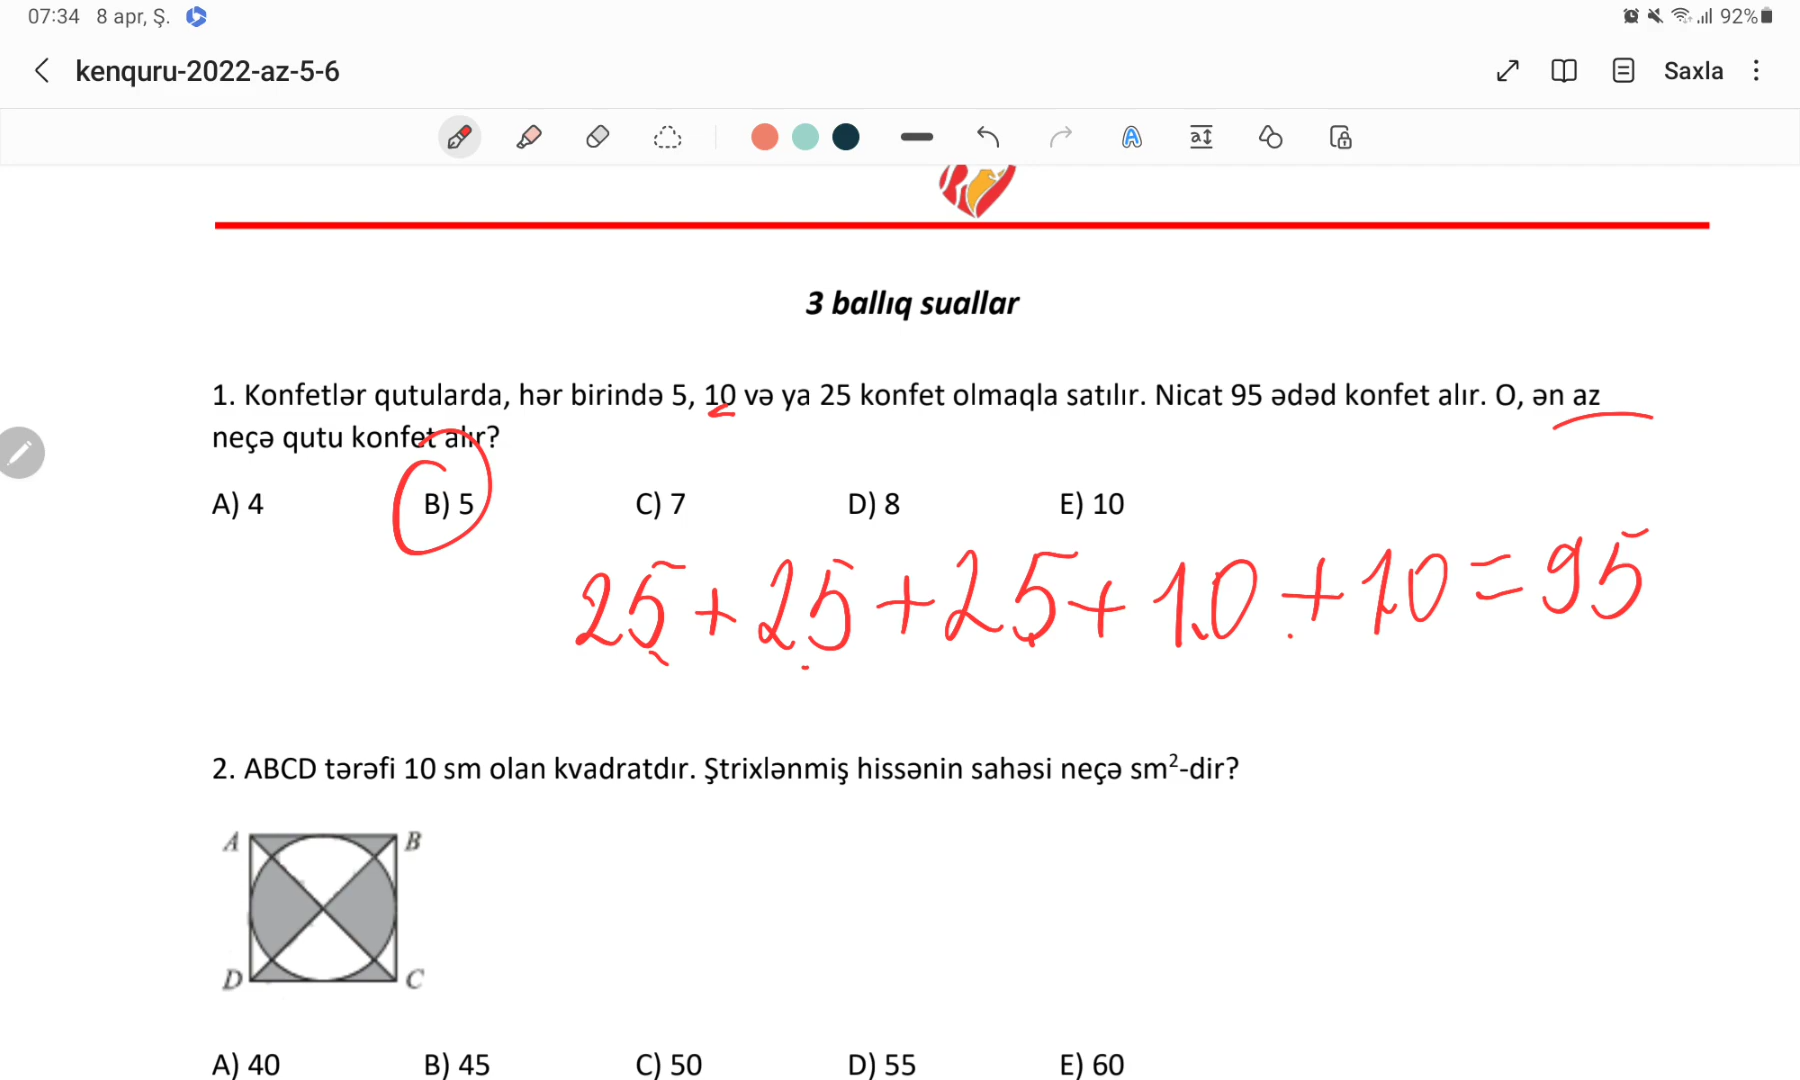 07:34 8 apr, Ş. 92%
kenquru-2022-az-5-6 Saxla
3 ballıq suallar
1. Konfetlər qutularda, hər birində 5, 10 və ya 25 konfet olmaqla satılır. Nicat 95 ədəd konfet alır. O, ən az
neçə qutu konfet alır?
A) 4 B) 5 C) 7 D) 8 E) 10
25+25+25+10+10=95
2. ABCD tərəfi 10 sm olan kvadratdır. Ştrixlənmiş hissənin sahəsi neçə sm²-dir?
A B
D C
A) 40 B) 45 C) 50 D) 55 E) 60